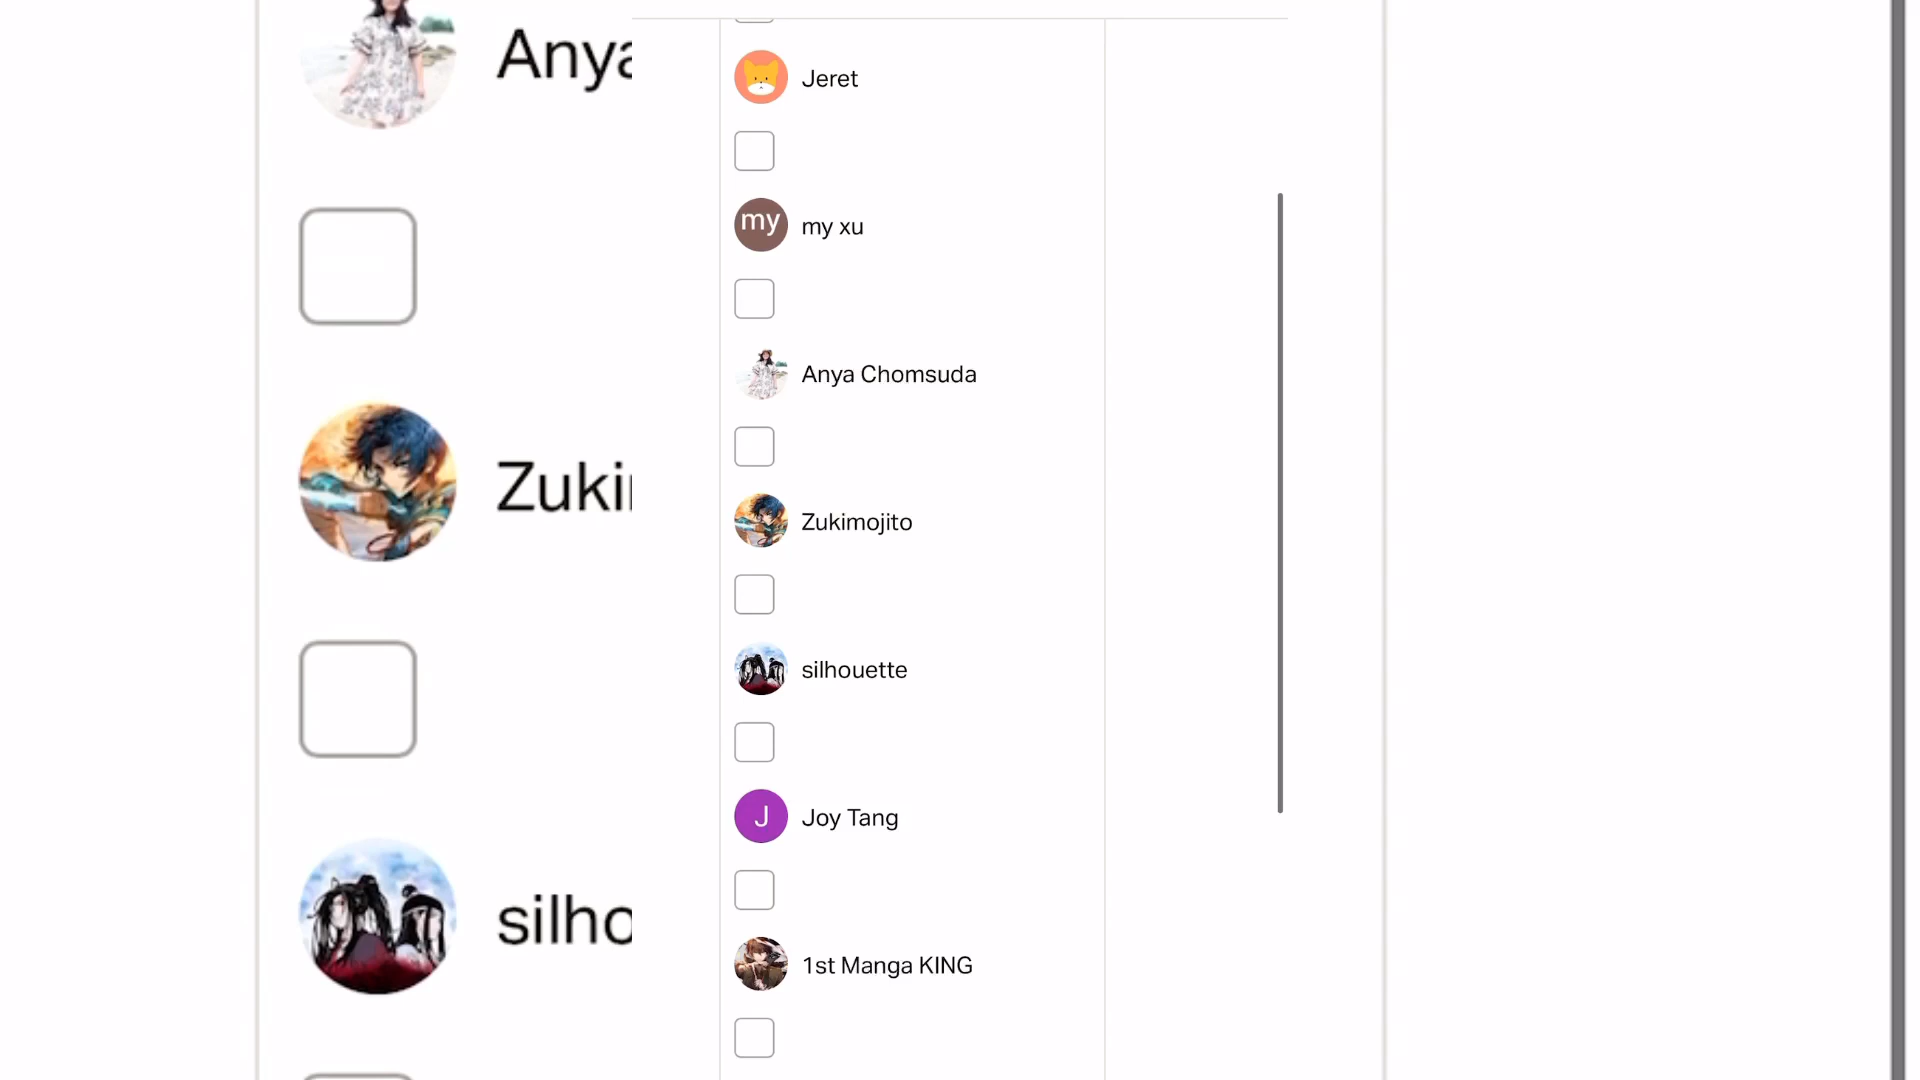 Anya
Zuki
silho
Jeret
my
my xu
Anya Chomsuda
Zukimojito
silhouette
J
Joy Tang
1st Manga KING